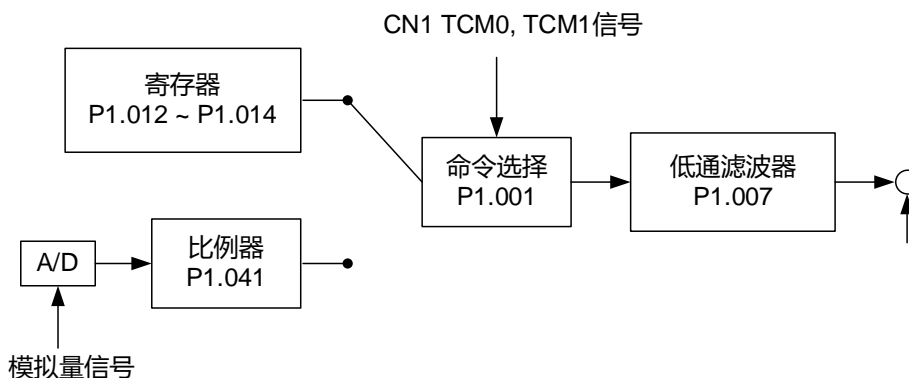 CN1 TCM0, TCM1信号
寄存器
P1.012 ~ P1.014
命令选择
P1.001
低通滤波器
P1.007
比例器
P1.041
A/D
模拟量信号